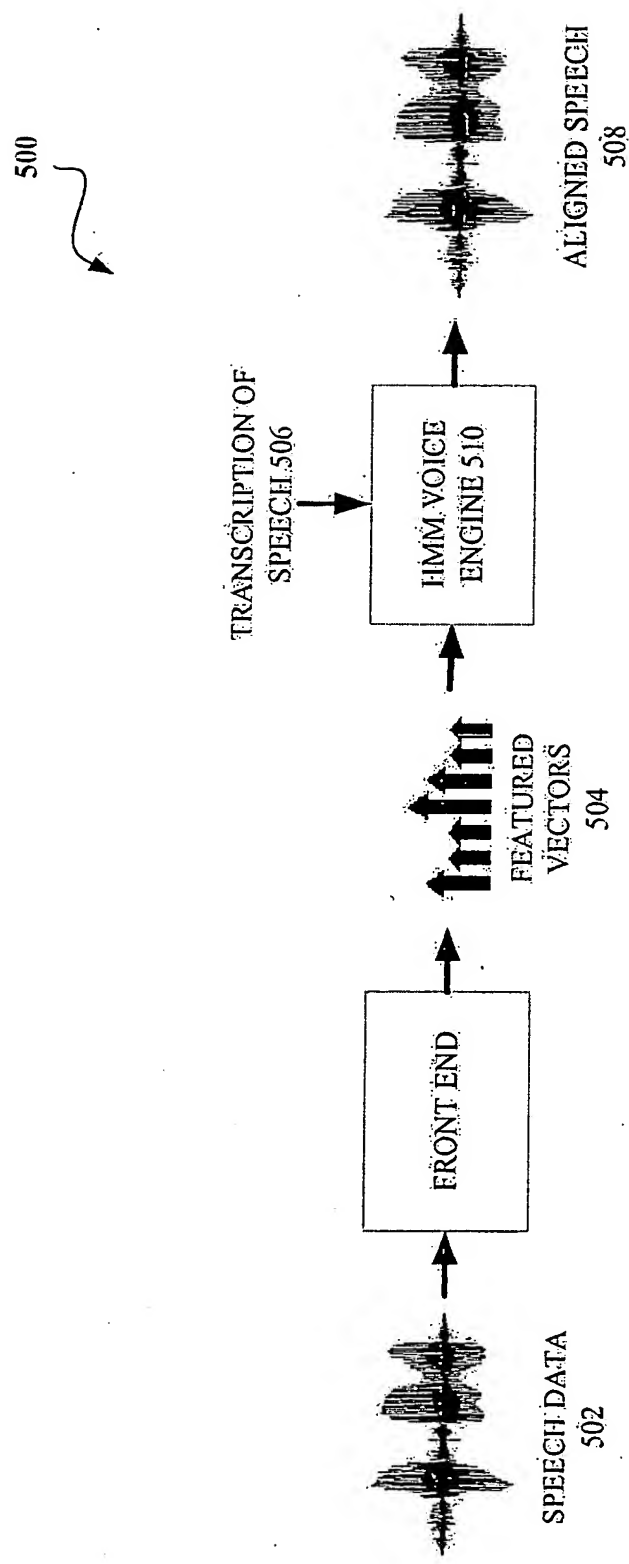 500
TRANSCRIPTION OF
SPEECH 506
SPEECH DATA
502
FRONT END
FEATURED
VECTORS
504
HMM VOICE
ENGINE 510
ALIGNED SPEECH
508